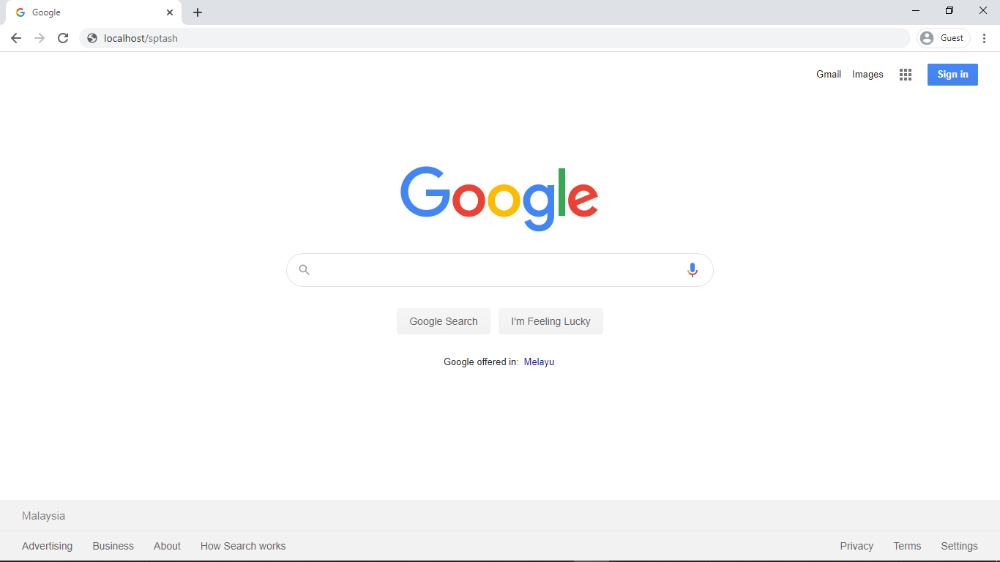 Google
localhost/sptash
Guest
Gmail Images Sign in
Google
Google Search I'm Feeling Lucky
Google offered in: Melayu
Malaysia
Advertising Business About How Search works Privacy Terms Settings